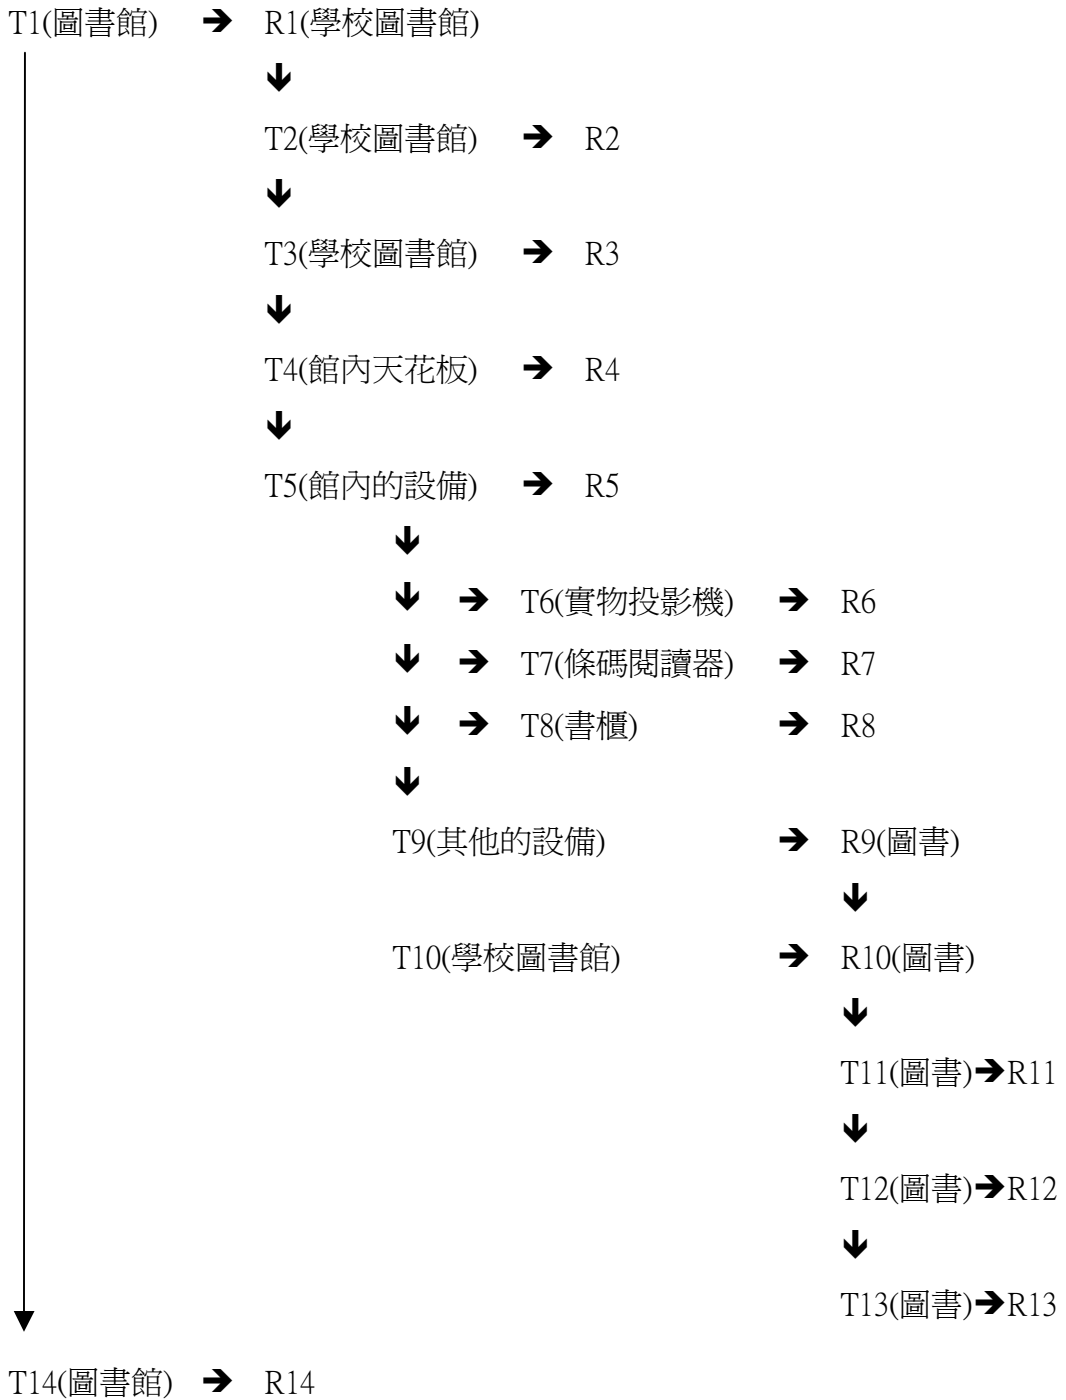 T1(圖書館) ➔ R1(學校圖書館)
T2(學校圖書館) ➔ R2
T3(學校圖書館) ➔ R3
T4(館內天花板) ➔ R4
T5(館內的設備) ➔ R5
➔ T6(實物投影機) ➔ R6
➔ T7(條碼閱讀器) ➔ R7
➔ T8(書櫃) ➔ R8
T9(其他的設備) ➔ R9(圖書)
T10(學校圖書館) ➔ R10(圖書)
T11(圖書)➔R11
T12(圖書)➔R12
T13(圖書)➔R13
T14(圖書館) ➔ R14